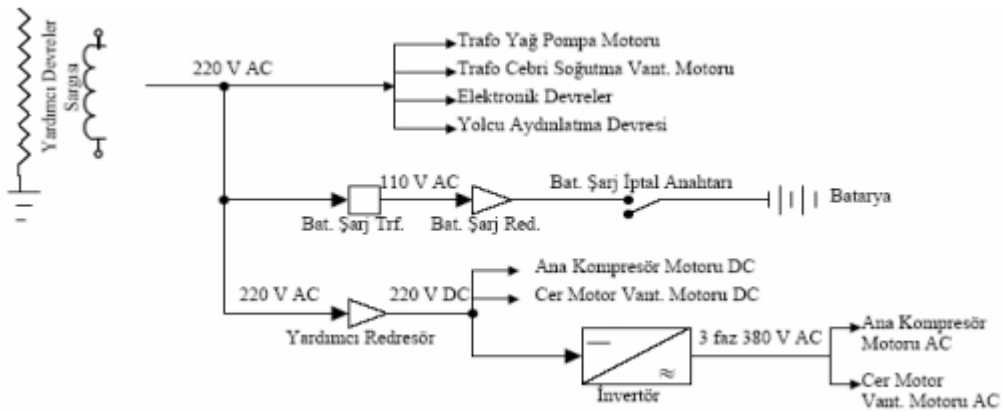 Yardımcı Devreler
Sargısı
220 V AC
Trafo Yağ Pompa Motoru
Trafo Cebri Soğutma Vant. Motoru
Elektronik Devreler
Yolcu Aydınlatma Devresi
110 V AC
Bat. Şarj Trf.
Bat. Şarj Red.
Bat. Şarj İptal Anahtarı
Batarya
220 V AC
Yardımcı Redresör
220 V DC
Ana Kompresör Motoru DC
Cer Motor Vant. Motoru DC
İnvertör
3 faz 380 V AC
Ana Kompresör
Motoru AC
Cer Motor
Vant. Motoru AC